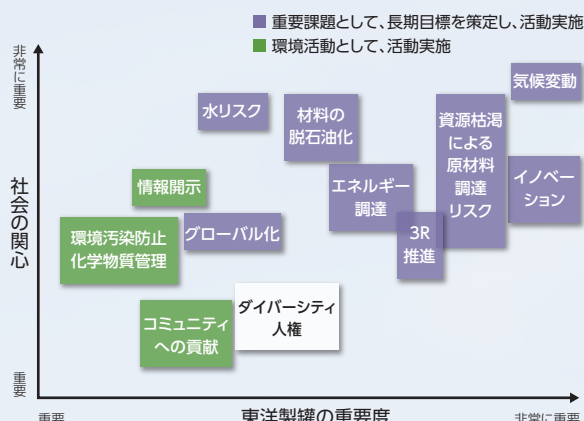 重要課題として、長期目標を策定し、活動実施
環境活動として、活動実施
非常に重要
社会の関心
重要
気候変動
水リスク
材料の
脱石油化
資源枯渇
による
原材料
調達
リスク
イノベー
ション
情報開示
エネルギー
調達
グローバル化
3R
推進
環境汚染防止
化学物質管理
ダイバーシティ
人権
コミュニティ
への貢献
重要
東洋製罐の重要度
非常に重要